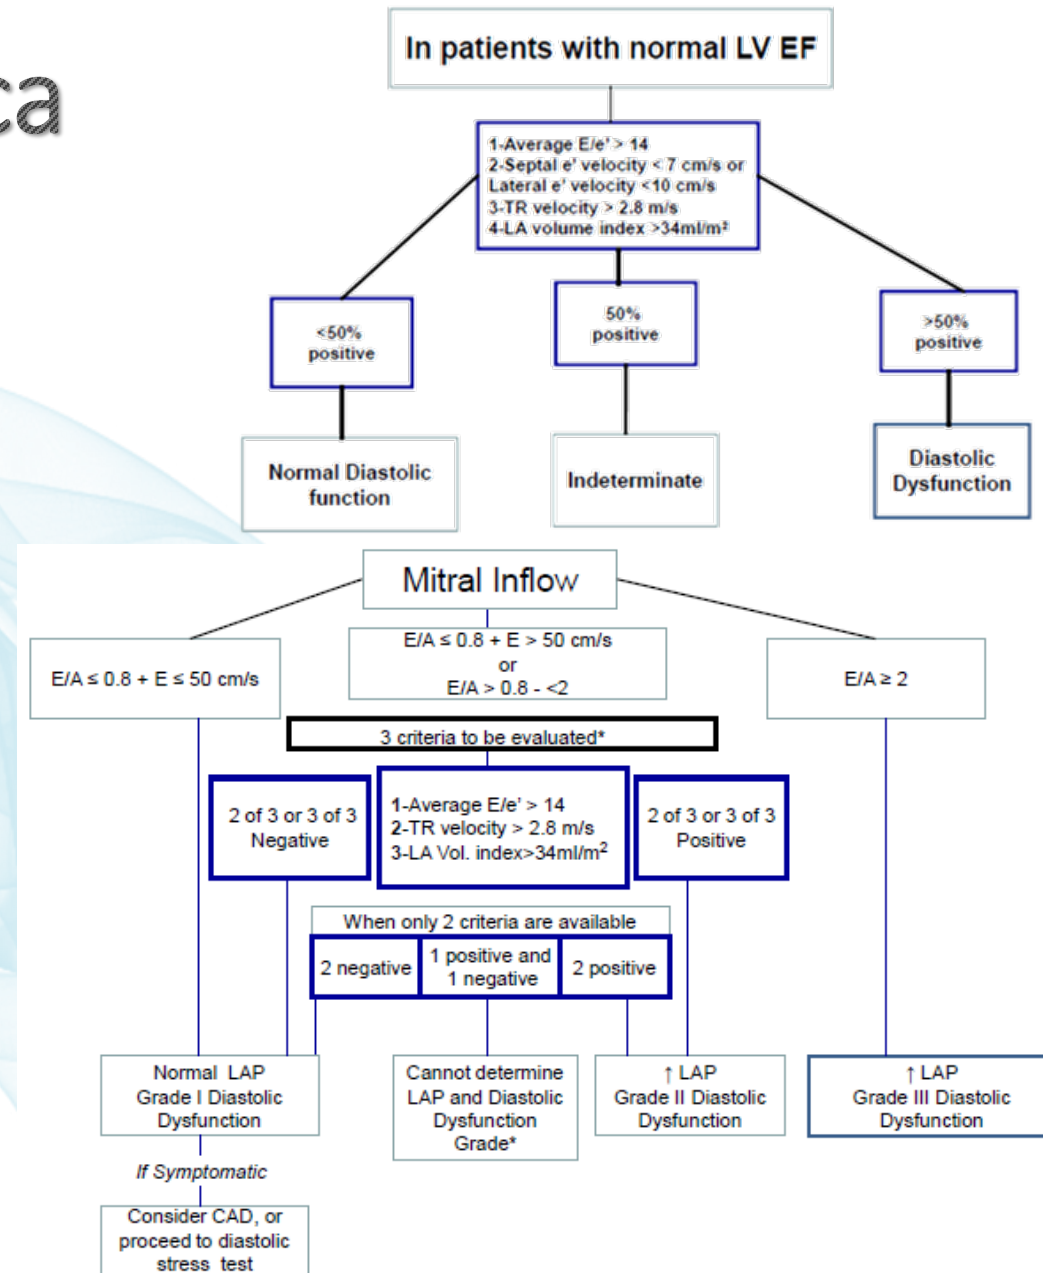 ca
In patients with normal LV EF
1-Average E/e' > 14
2-Septal e' velocity < 7 cm/s or
Lateral e' velocity <10 cm/s
3-TR velocity > 2.8 m/s
4-LA volume index >34ml/m²
<50%
positive
50%
positive
>50%
positive
Normal Diastolic
function
Indeterminate
Diastolic
Dysfunction
Mitral Inflow
E/A ≤ 0.8 + E ≤ 50 cm/s
E/A ≤ 0.8 + E > 50 cm/s
or
E/A > 0.8 - <2
E/A ≥ 2
3 criteria to be evaluated*
2 of 3 or 3 of 3
Negative
1-Average E/e' > 14
2-TR velocity > 2.8 m/s
3-LA Vol. index>34ml/m²
2 of 3 or 3 of 3
Positive
When only 2 criteria are available
2 negative
1 positive and
1 negative
2 positive
Normal LAP
Grade I Diastolic
Dysfunction
Cannot determine
LAP and Diastolic
Dysfunction
Grade*
↑ LAP
Grade II Diastolic
Dysfunction
↑ LAP
Grade III Diastolic
Dysfunction
If Symptomatic
Consider CAD, or
proceed to diastolic
stress test